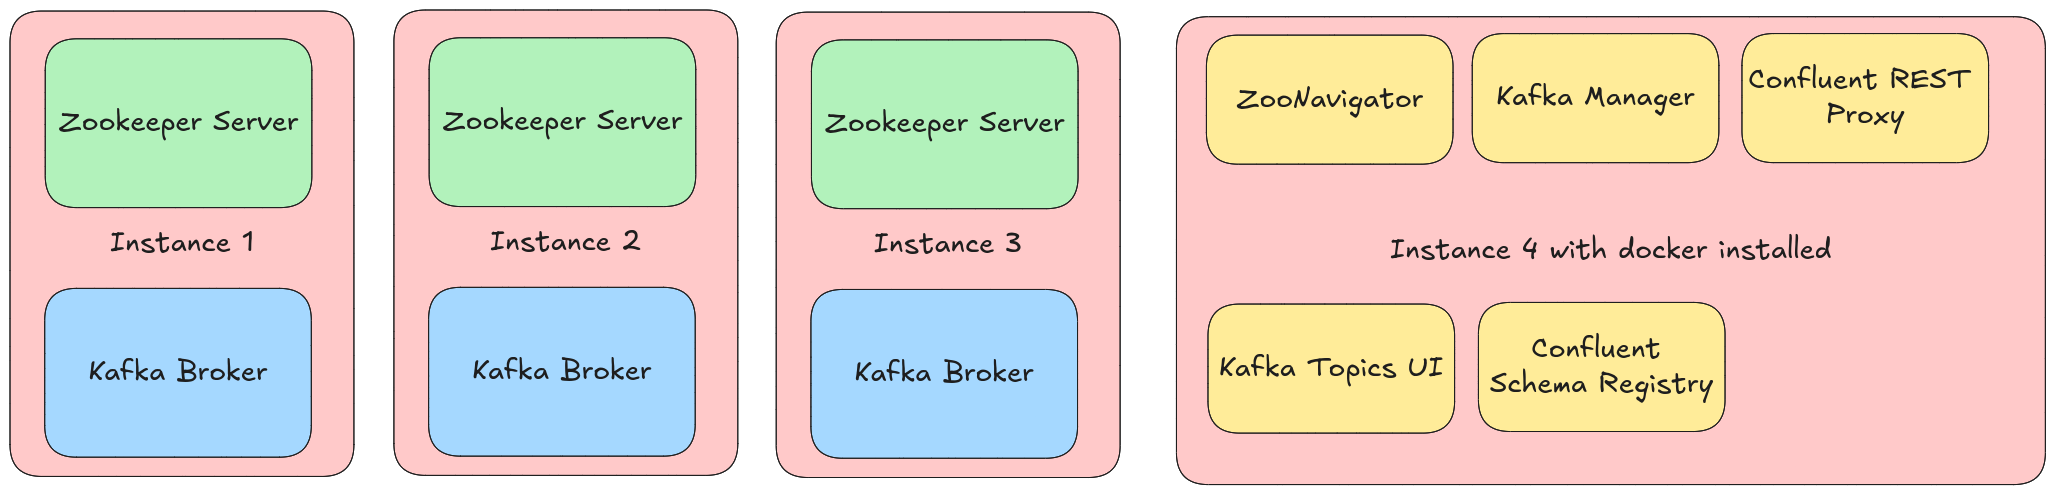 Zookeeper Server
Instance 1
Kafka Broker
Zookeeper Server
Instance 2
Kafka Broker
Zookeeper Server
Instance 3
Kafka Broker
ZooNavigator
Kafka Manager
Confluent REST
Proxy
Instance 4 with docker installed
Kafka Topics UI
Confluent
Schema Registry